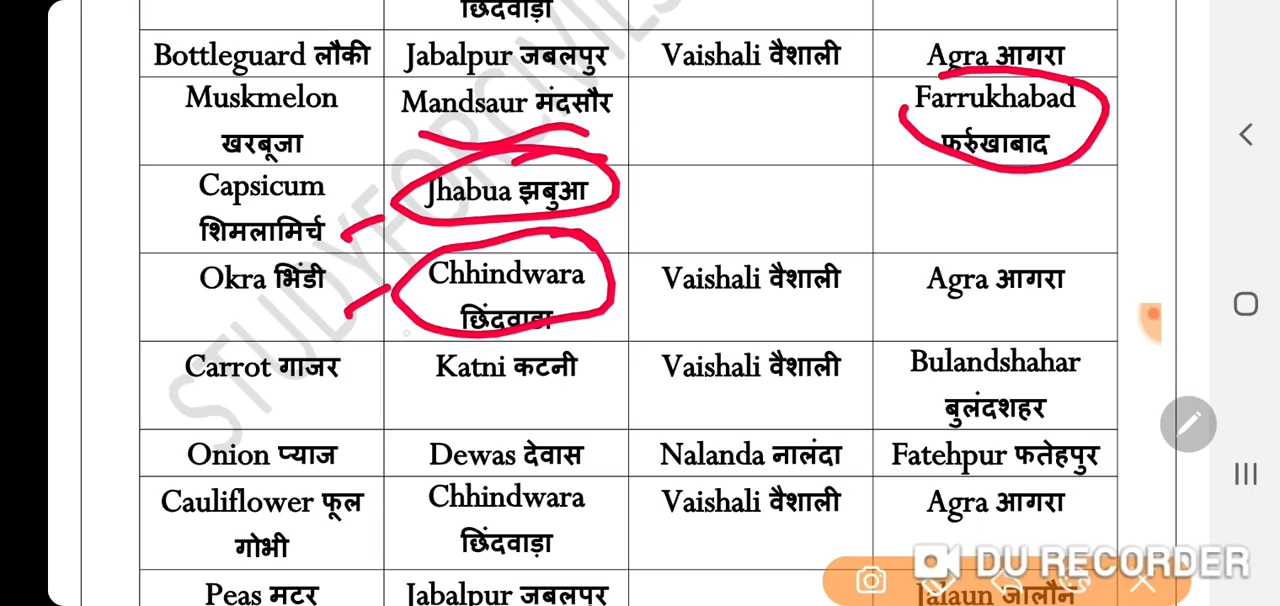 छिंदवाड़ा
Bottleguard लौकी Jabalpur जबलपुर Vaishali वैशाली Agra आगरा
Muskmelon खरबूजा Mandsaur मंदसौर Farrukhabad फर्रुखाबाद
Capsicum शिमलामिर्च Jhabua झबुआ
Okra भिंडी Chhindwara छिंदवाडा Vaishali वैशाली Agra आगरा
Carrot गाजर Katni कटनी Vaishali वैशाली Bulandshahar बुलंदशहर
Onion प्याज Dewas देवास Nalanda नालंदा Fatehpur फतेहपुर
Cauliflower फूल गोभी Chhindwara छिंदवाड़ा Vaishali वैशाली Agra आगरा
Peas मटर Jabalpur जबलपुर Jalaun जालौन
STUDYFORCIVIL
DU RECORDER